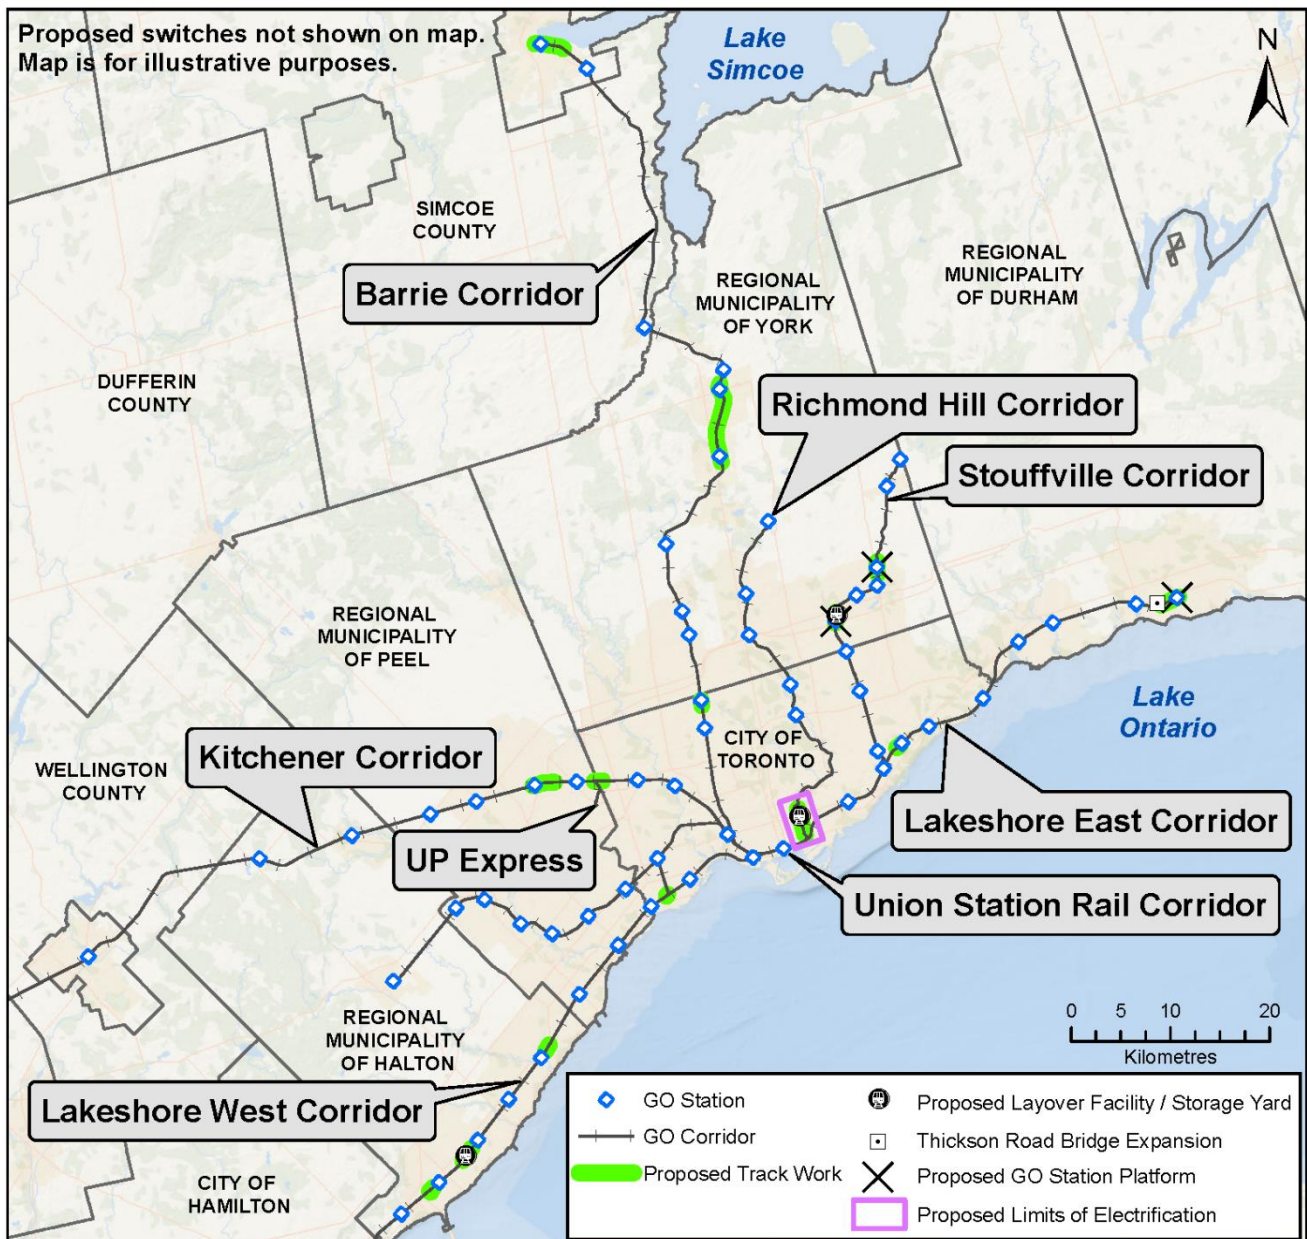 Proposed switches not shown on map.
Map is for illustrative purposes.
Lake
Simcoe
N
SIMCOE
COUNTY
REGIONAL
MUNICIPALITY
OF DURHAM
REGIONAL
MUNICIPALITY
OF YORK
Barrie Corridor
DUFFERIN
COUNTY
Richmond Hill Corridor
Stouffville Corridor
REGIONAL
MUNICIPALITY
OF PEEL
Lake
Ontario
CITY OF
TORONTO
Kitchener Corridor
WELLINGTON
COUNTY
Lakeshore East Corridor
UP Express
Union Station Rail Corridor
REGIONAL
MUNICIPALITY
OF HALTON
0 5 10 20
Kilometres
Lakeshore West Corridor
CITY OF
HAMILTON
GO Station
GO Corridor
Proposed Track Work
Proposed Layover Facility / Storage Yard
Thickson Road Bridge Expansion
Proposed GO Station Platform
Proposed Limits of Electrification